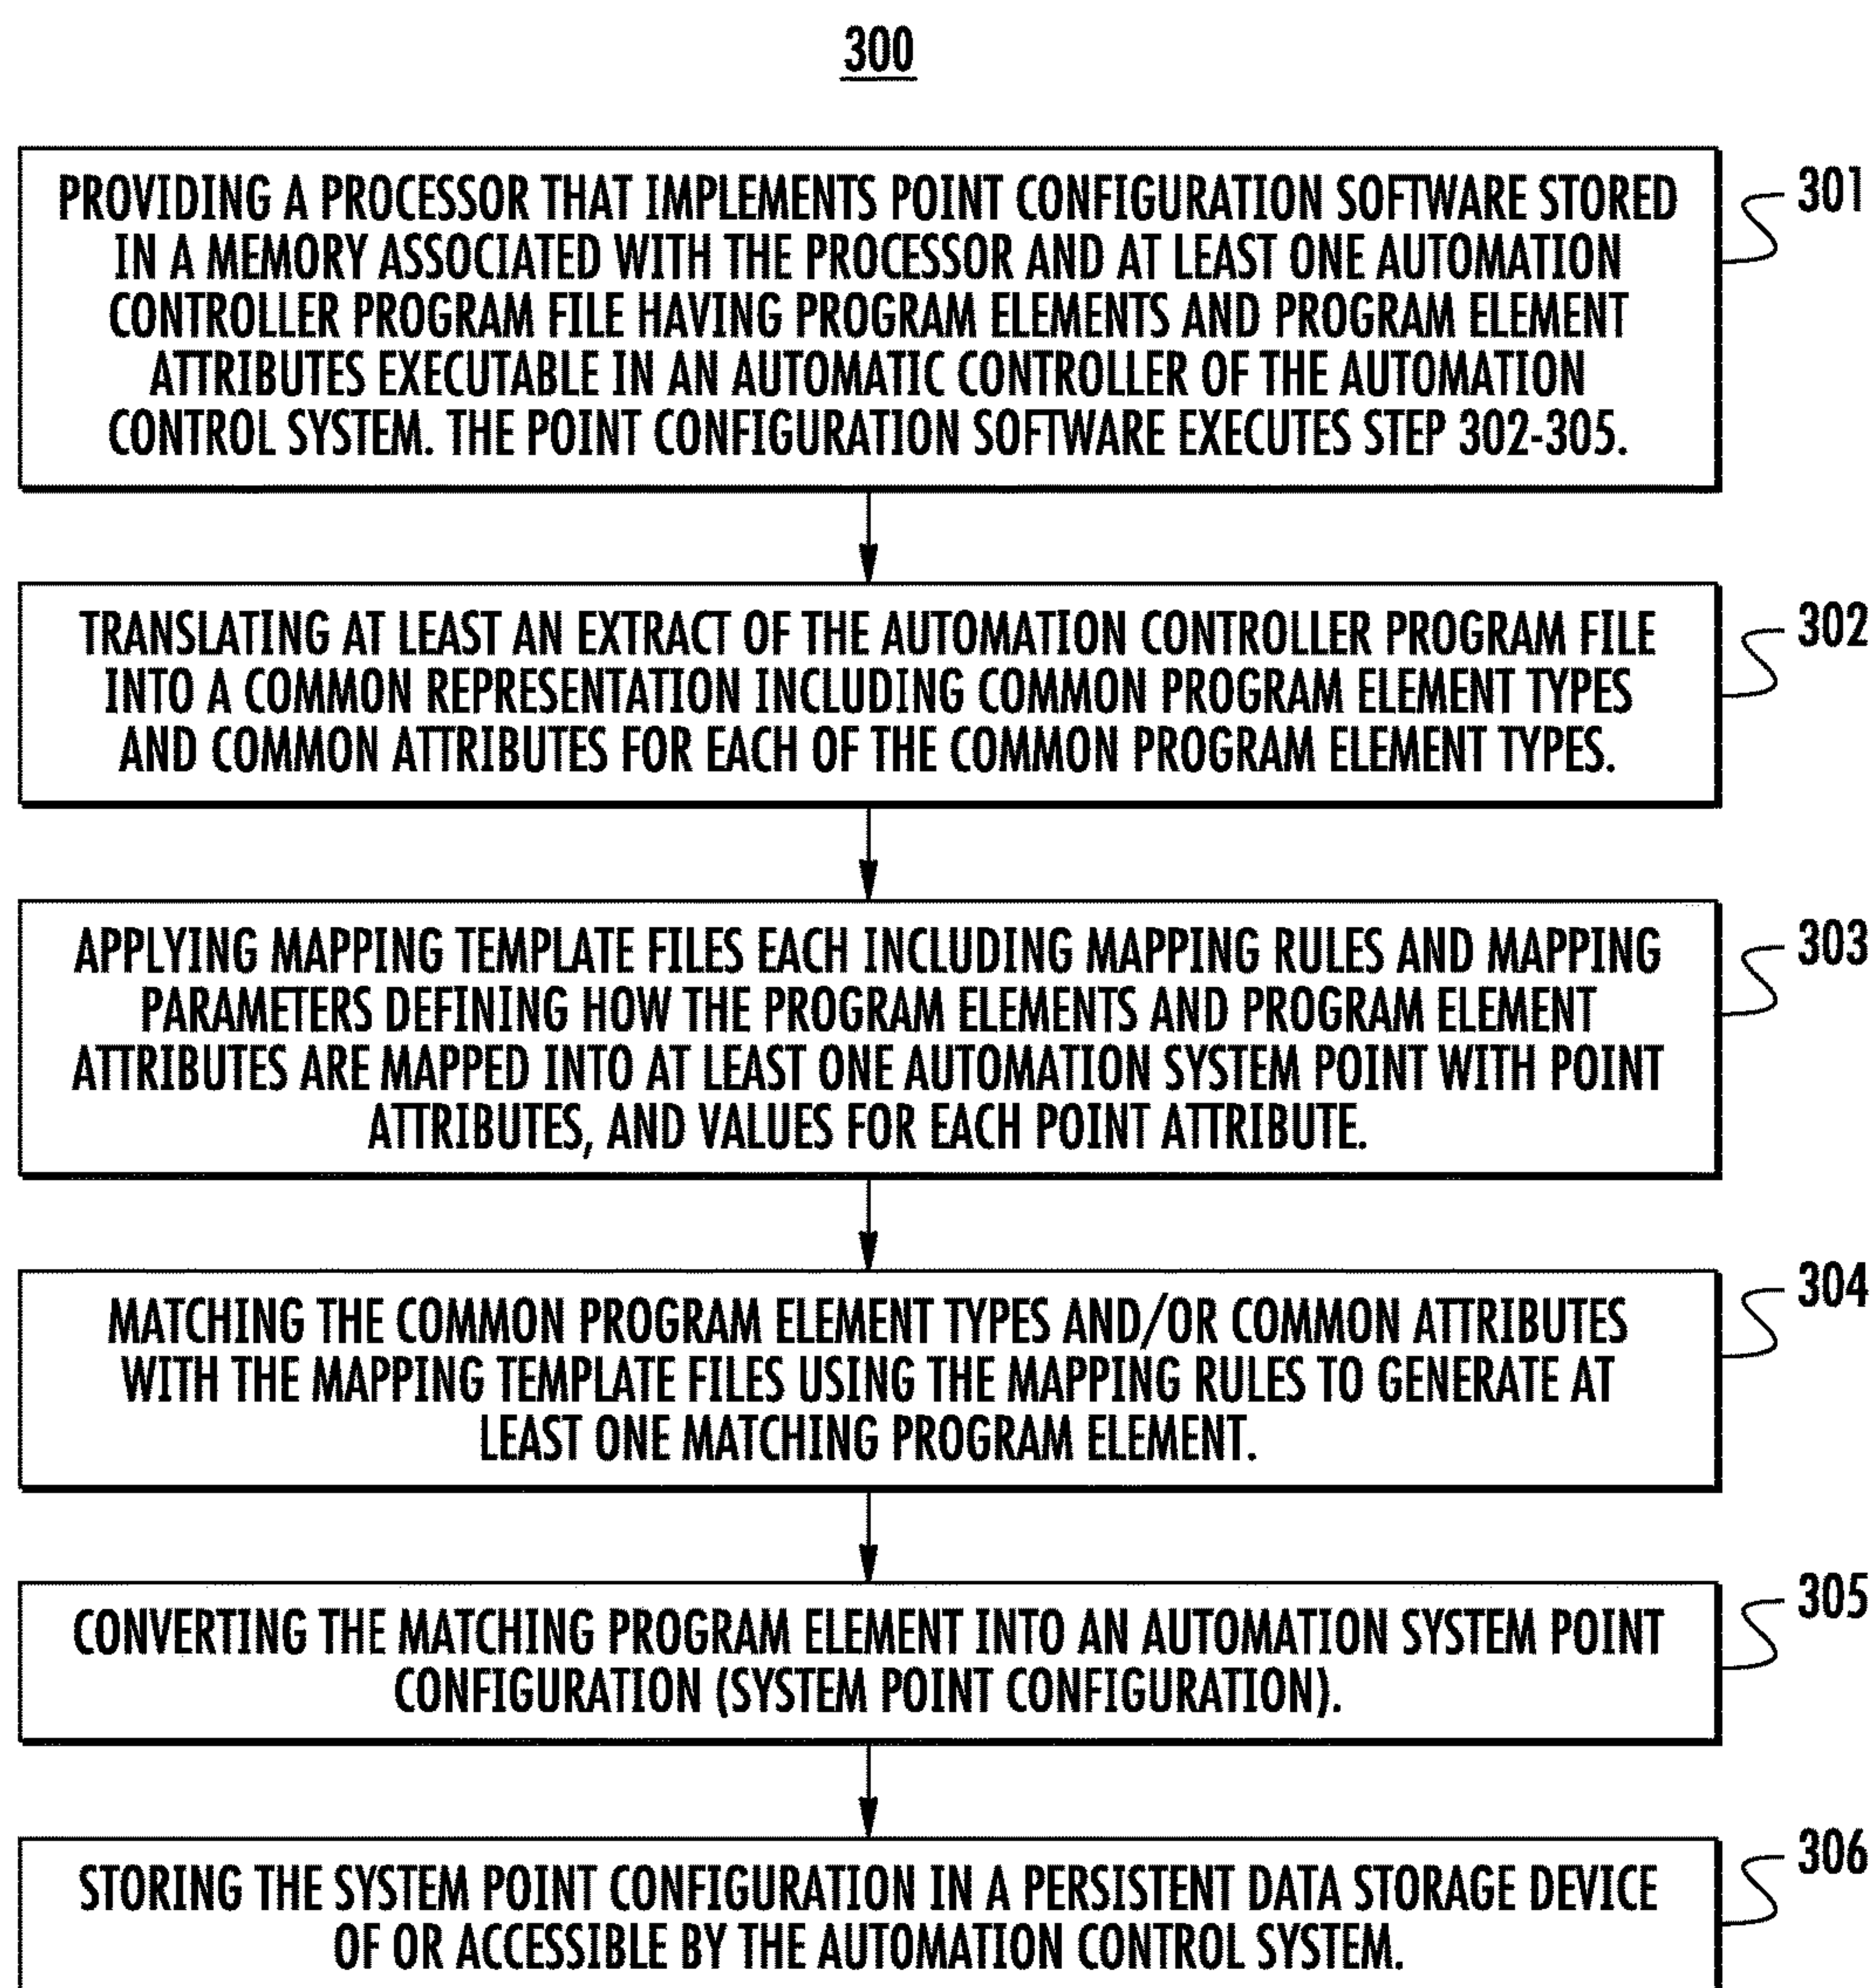 300
PROVIDING A PROCESSOR THAT IMPLEMENTS POINT CONFIGURATION SOFTWARE STORED
IN A MEMORY ASSOCIATED WITH THE PROCESSOR AND AT LEAST ONE AUTOMATION
CONTROLLER PROGRAM FILE HAVING PROGRAM ELEMENTS AND PROGRAM ELEMENT
ATTRIBUTES EXECUTABLE IN AN AUTOMATIC CONTROLLER OF THE AUTOMATION
CONTROL SYSTEM. THE POINT CONFIGURATION SOFTWARE EXECUTES STEP 302-305.
301
TRANSLATING AT LEAST AN EXTRACT OF THE AUTOMATION CONTROLLER PROGRAM FILE
INTO A COMMON REPRESENTATION INCLUDING COMMON PROGRAM ELEMENT TYPES
AND COMMON ATTRIBUTES FOR EACH OF THE COMMON PROGRAM ELEMENT TYPES.
302
APPLYING MAPPING TEMPLATE FILES EACH INCLUDING MAPPING RULES AND MAPPING
PARAMETERS DEFINING HOW THE PROGRAM ELEMENTS AND PROGRAM ELEMENT
ATTRIBUTES ARE MAPPED INTO AT LEAST ONE AUTOMATION SYSTEM POINT WITH POINT
ATTRIBUTES, AND VALUES FOR EACH POINT ATTRIBUTE.
303
MATCHING THE COMMON PROGRAM ELEMENT TYPES AND/OR COMMON ATTRIBUTES
WITH THE MAPPING TEMPLATE FILES USING THE MAPPING RULES TO GENERATE AT
LEAST ONE MATCHING PROGRAM ELEMENT.
304
CONVERTING THE MATCHING PROGRAM ELEMENT INTO AN AUTOMATION SYSTEM POINT
CONFIGURATION (SYSTEM POINT CONFIGURATION).
305
STORING THE SYSTEM POINT CONFIGURATION IN A PERSISTENT DATA STORAGE DEVICE
OF OR ACCESSIBLE BY THE AUTOMATION CONTROL SYSTEM.
306